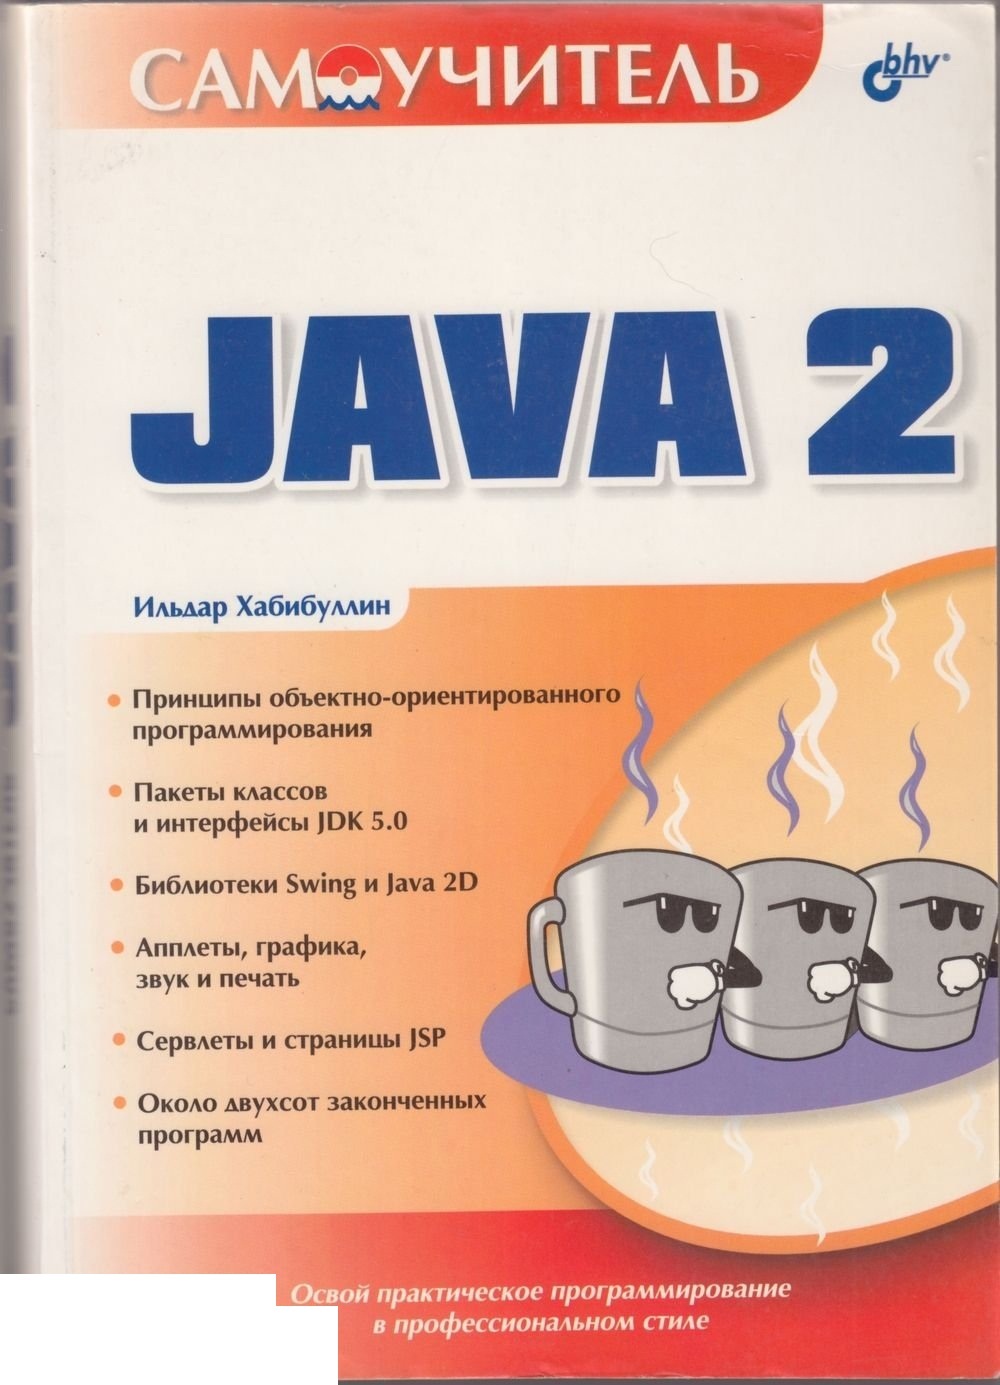 САМОУЧИТЕЛЬ
bhv®
JAVA 2
Ильдар Хабибуллин
• Принципы объектно-ориентированного
программирования
• Пакеты классов
и интерфейсы JDK 5.0
• Библиотеки Swing и Java 2D
• Апплеты, графика,
звук и печать
• Сервлеты и страницы JSP
• Около двухсот законченных
программ
Освой практическое программирование
в профессиональном стиле